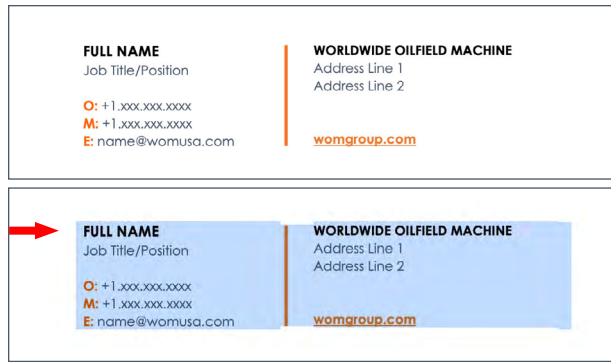 FULL NAME
Job Title/Position
O: +1.xxx.xxx.xxxx
M: +1.xxx.xxx.xxxx
E: name@womusa.com
WORLDWIDE OILFIELD MACHINE
Address Line 1
Address Line 2
womgroup.com
FULL NAME
Job Title/Position
O: +1.xxx.xxx.xxxx
M: +1.xxx.xxx.xxxx
E: name@womusa.com
WORLDWIDE OILFIELD MACHINE
Address Line 1
Address Line 2
womgroup.com